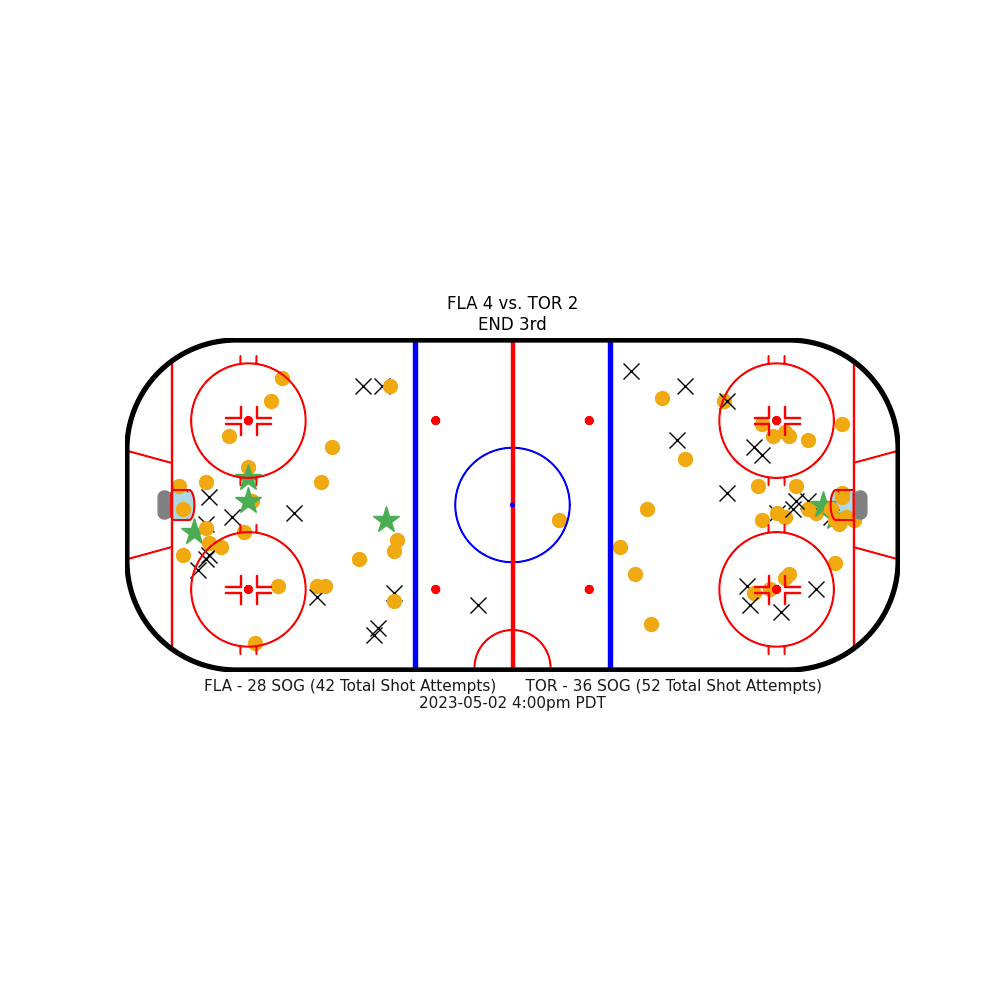 FLA 4 vs. TOR 2
END 3rd
FLA - 28 SOG (42 Total Shot Attempts) TOR - 36 SOG (52 Total Shot Attempts)
2023-05-02 4:00pm PDT